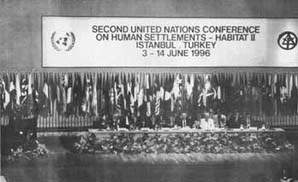 SECOND UNITED NATIONS CONFERENCE
ON HUMAN SETTLEMENTS - HABITAT II
ISTANBUL . TURKEY
3 - 14 JUNE 1996